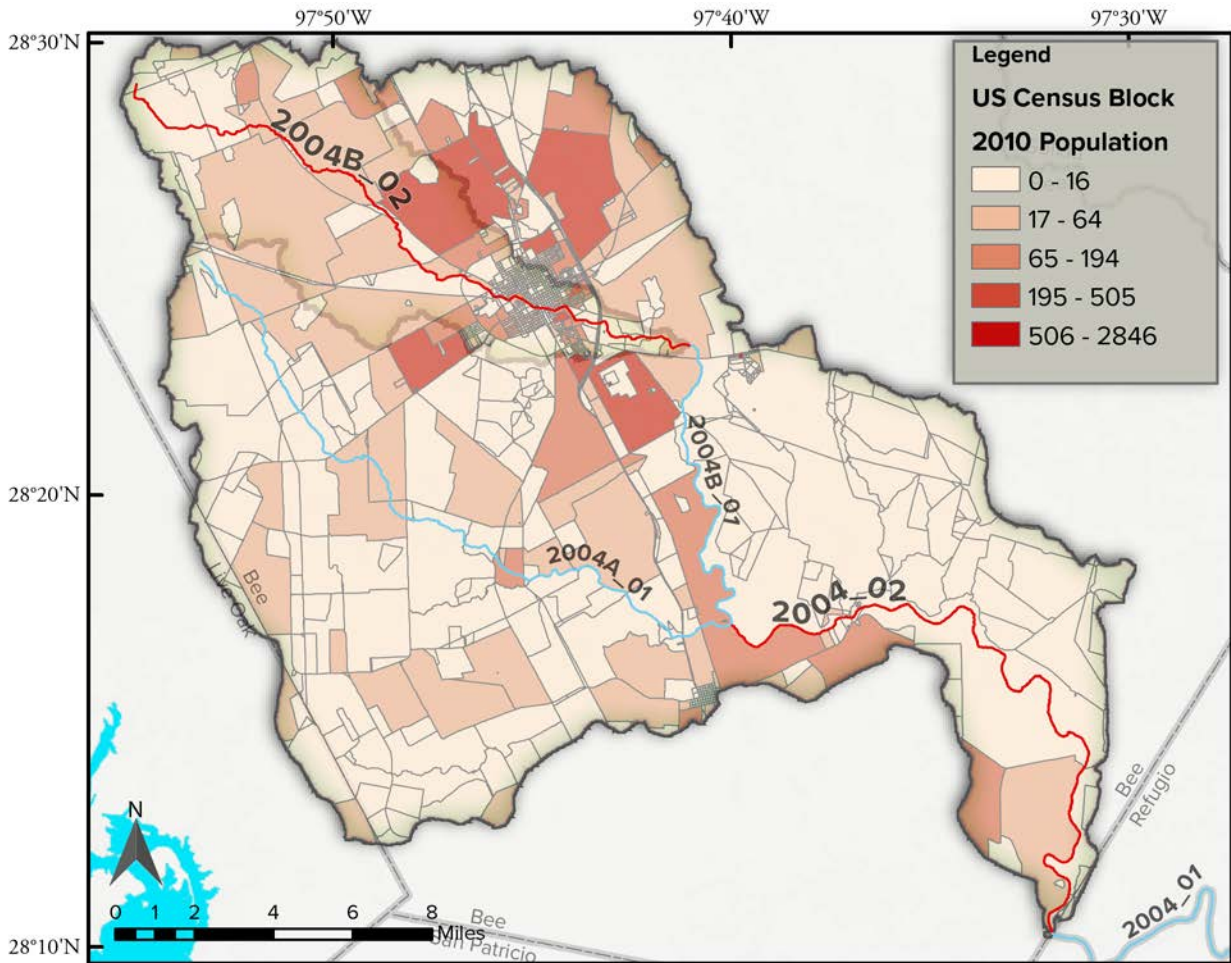 97°50'W
97°40'W
97°30'W
28°30'N
Legend
US Census Block
2010 Population
0 - 16
17 - 64
65 - 194
195 - 505
506 - 2846
2004B_02
2004B_01
28°20'N
2004A_01
2004_02
Bee
Live Oak
Bee
Refugio
N
2004_01
0 1 2 4 6 8
Miles
Bee
San Patricio
28°10'N